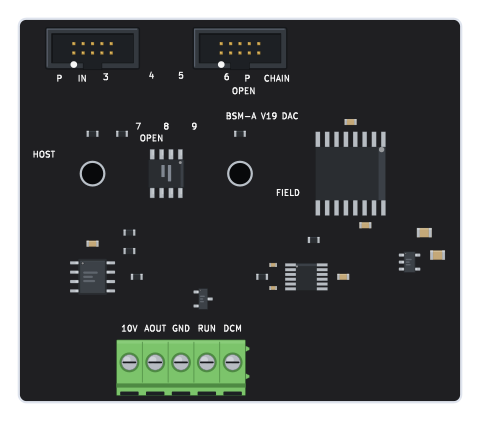 P IN 3 4 5 6 P CHAIN
OPEN
BSM-A V19 DAC
7 8 9
OPEN
HOST
FIELD
10V AOUT GND RUN DCM